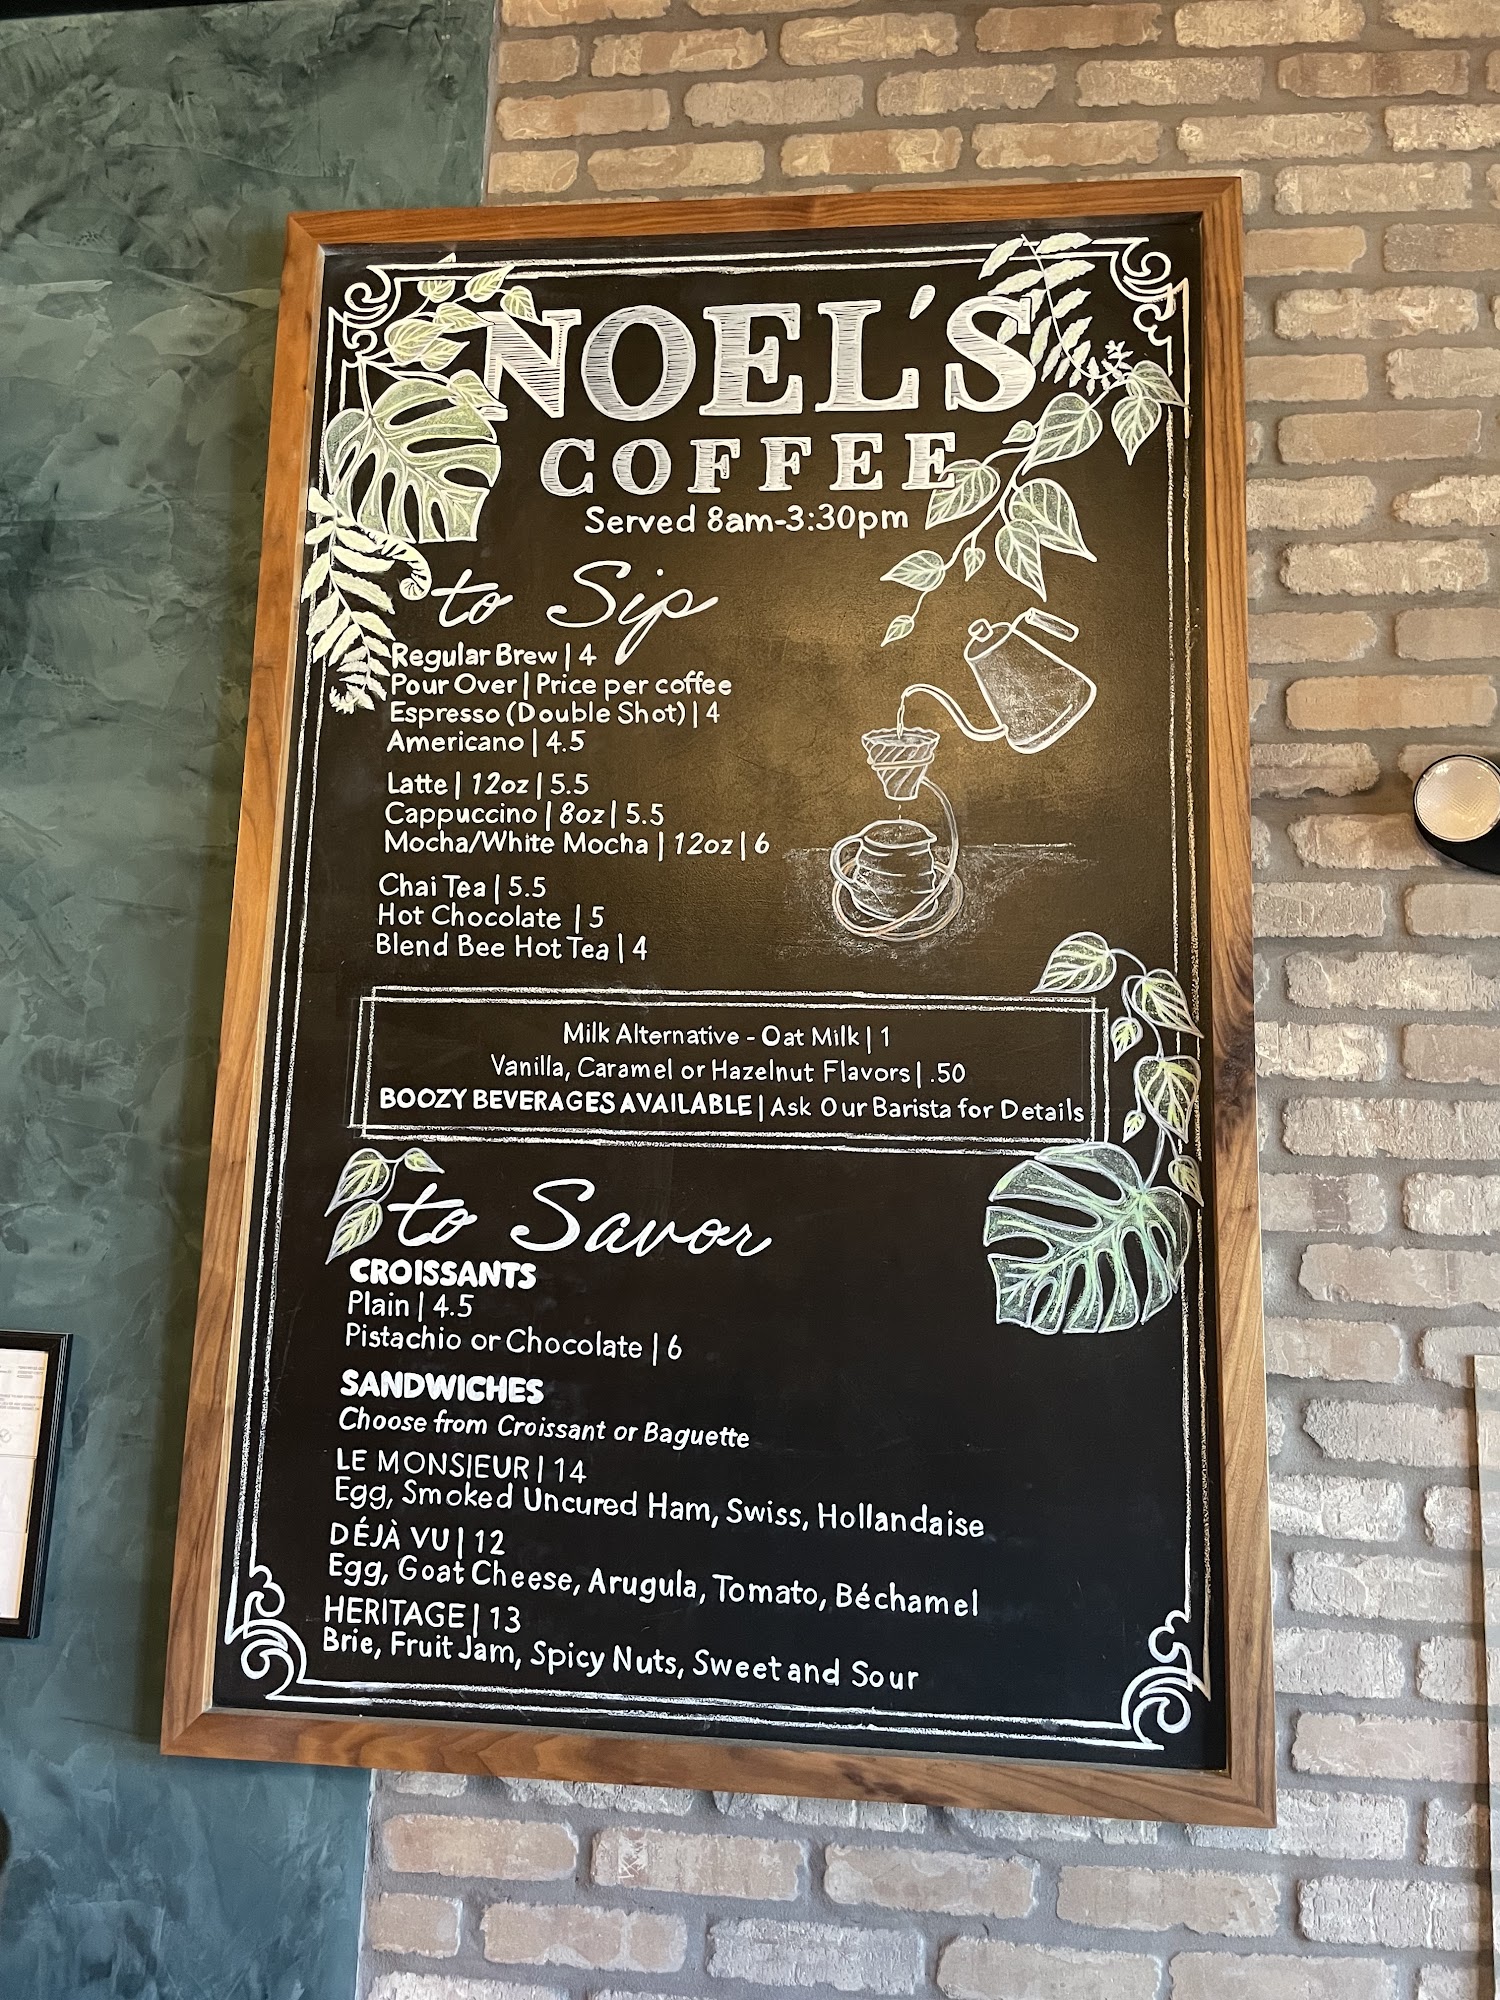 NOEL'S
COFFEE
Served 8am-3:30pm
to Sip
Regular Brew | 4
Pour Over | Price per coffee
Espresso (Double Shot) | 4
Americano | 4.5
Latte | 12oz | 5.5
Cappuccino | 8oz | 5.5
Mocha/White Mocha | 12oz | 6
Chai Tea | 5.5
Hot Chocolate | 5
Blend Bee Hot Tea | 4
Milk Alternative - Oat Milk | 1
Vanilla, Caramel or Hazelnut Flavors | .50
BOOZY BEVERAGES AVAILABLE | Ask Our Barista for Details
to Savor
CROISSANTS
Plain | 4.5
Pistachio or Chocolate | 6
SANDWICHES
Choose from Croissant or Baguette
LE MONSIEUR | 14
Egg, Smoked Uncured Ham, Swiss, Hollandaise
DÉJÀ VU | 12
Egg, Goat Cheese, Arugula, Tomato, Béchamel
HERITAGE | 13
Brie, Fruit Jam, Spicy Nuts, Sweet and Sour